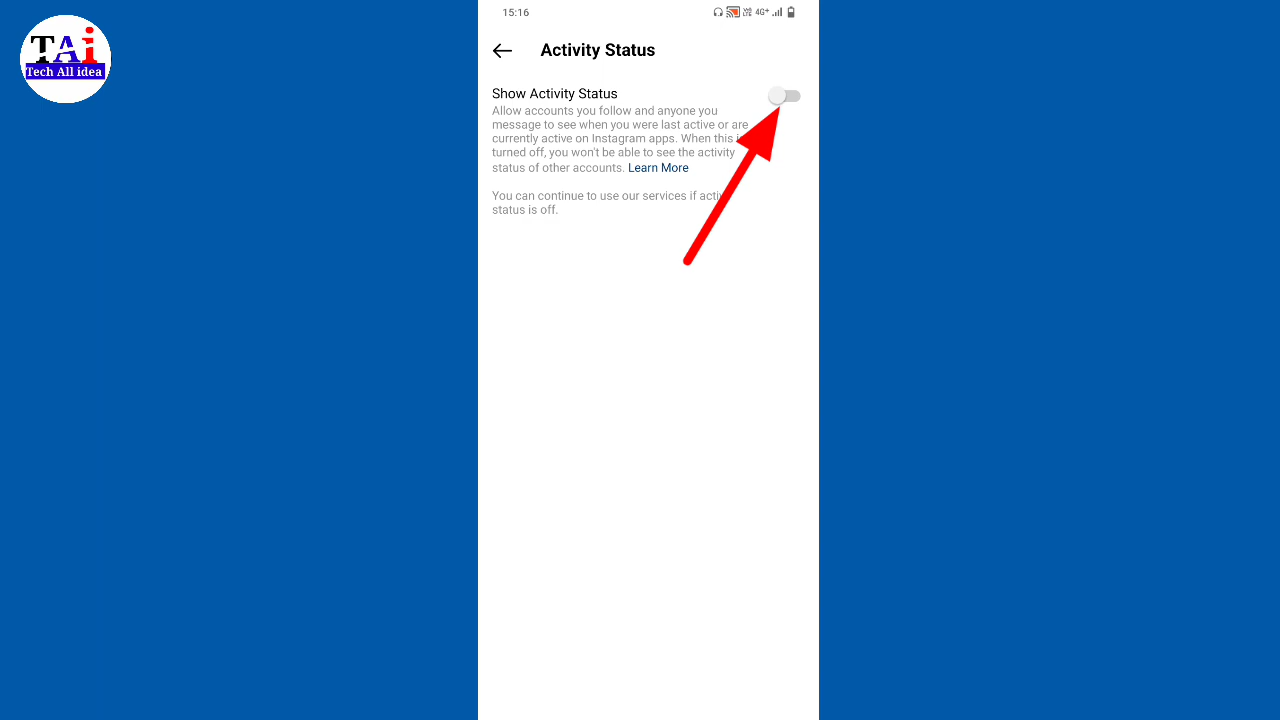 TAi
Tech All idea
15:16
4G+
Activity Status
Show Activity Status
Allow accounts you follow and anyone you
message to see when you were last active or are
currently active on Instagram apps. When this
turned off, you won't be able to see the activity
status of other accounts. Learn More
You can continue to use our services if
status is off.